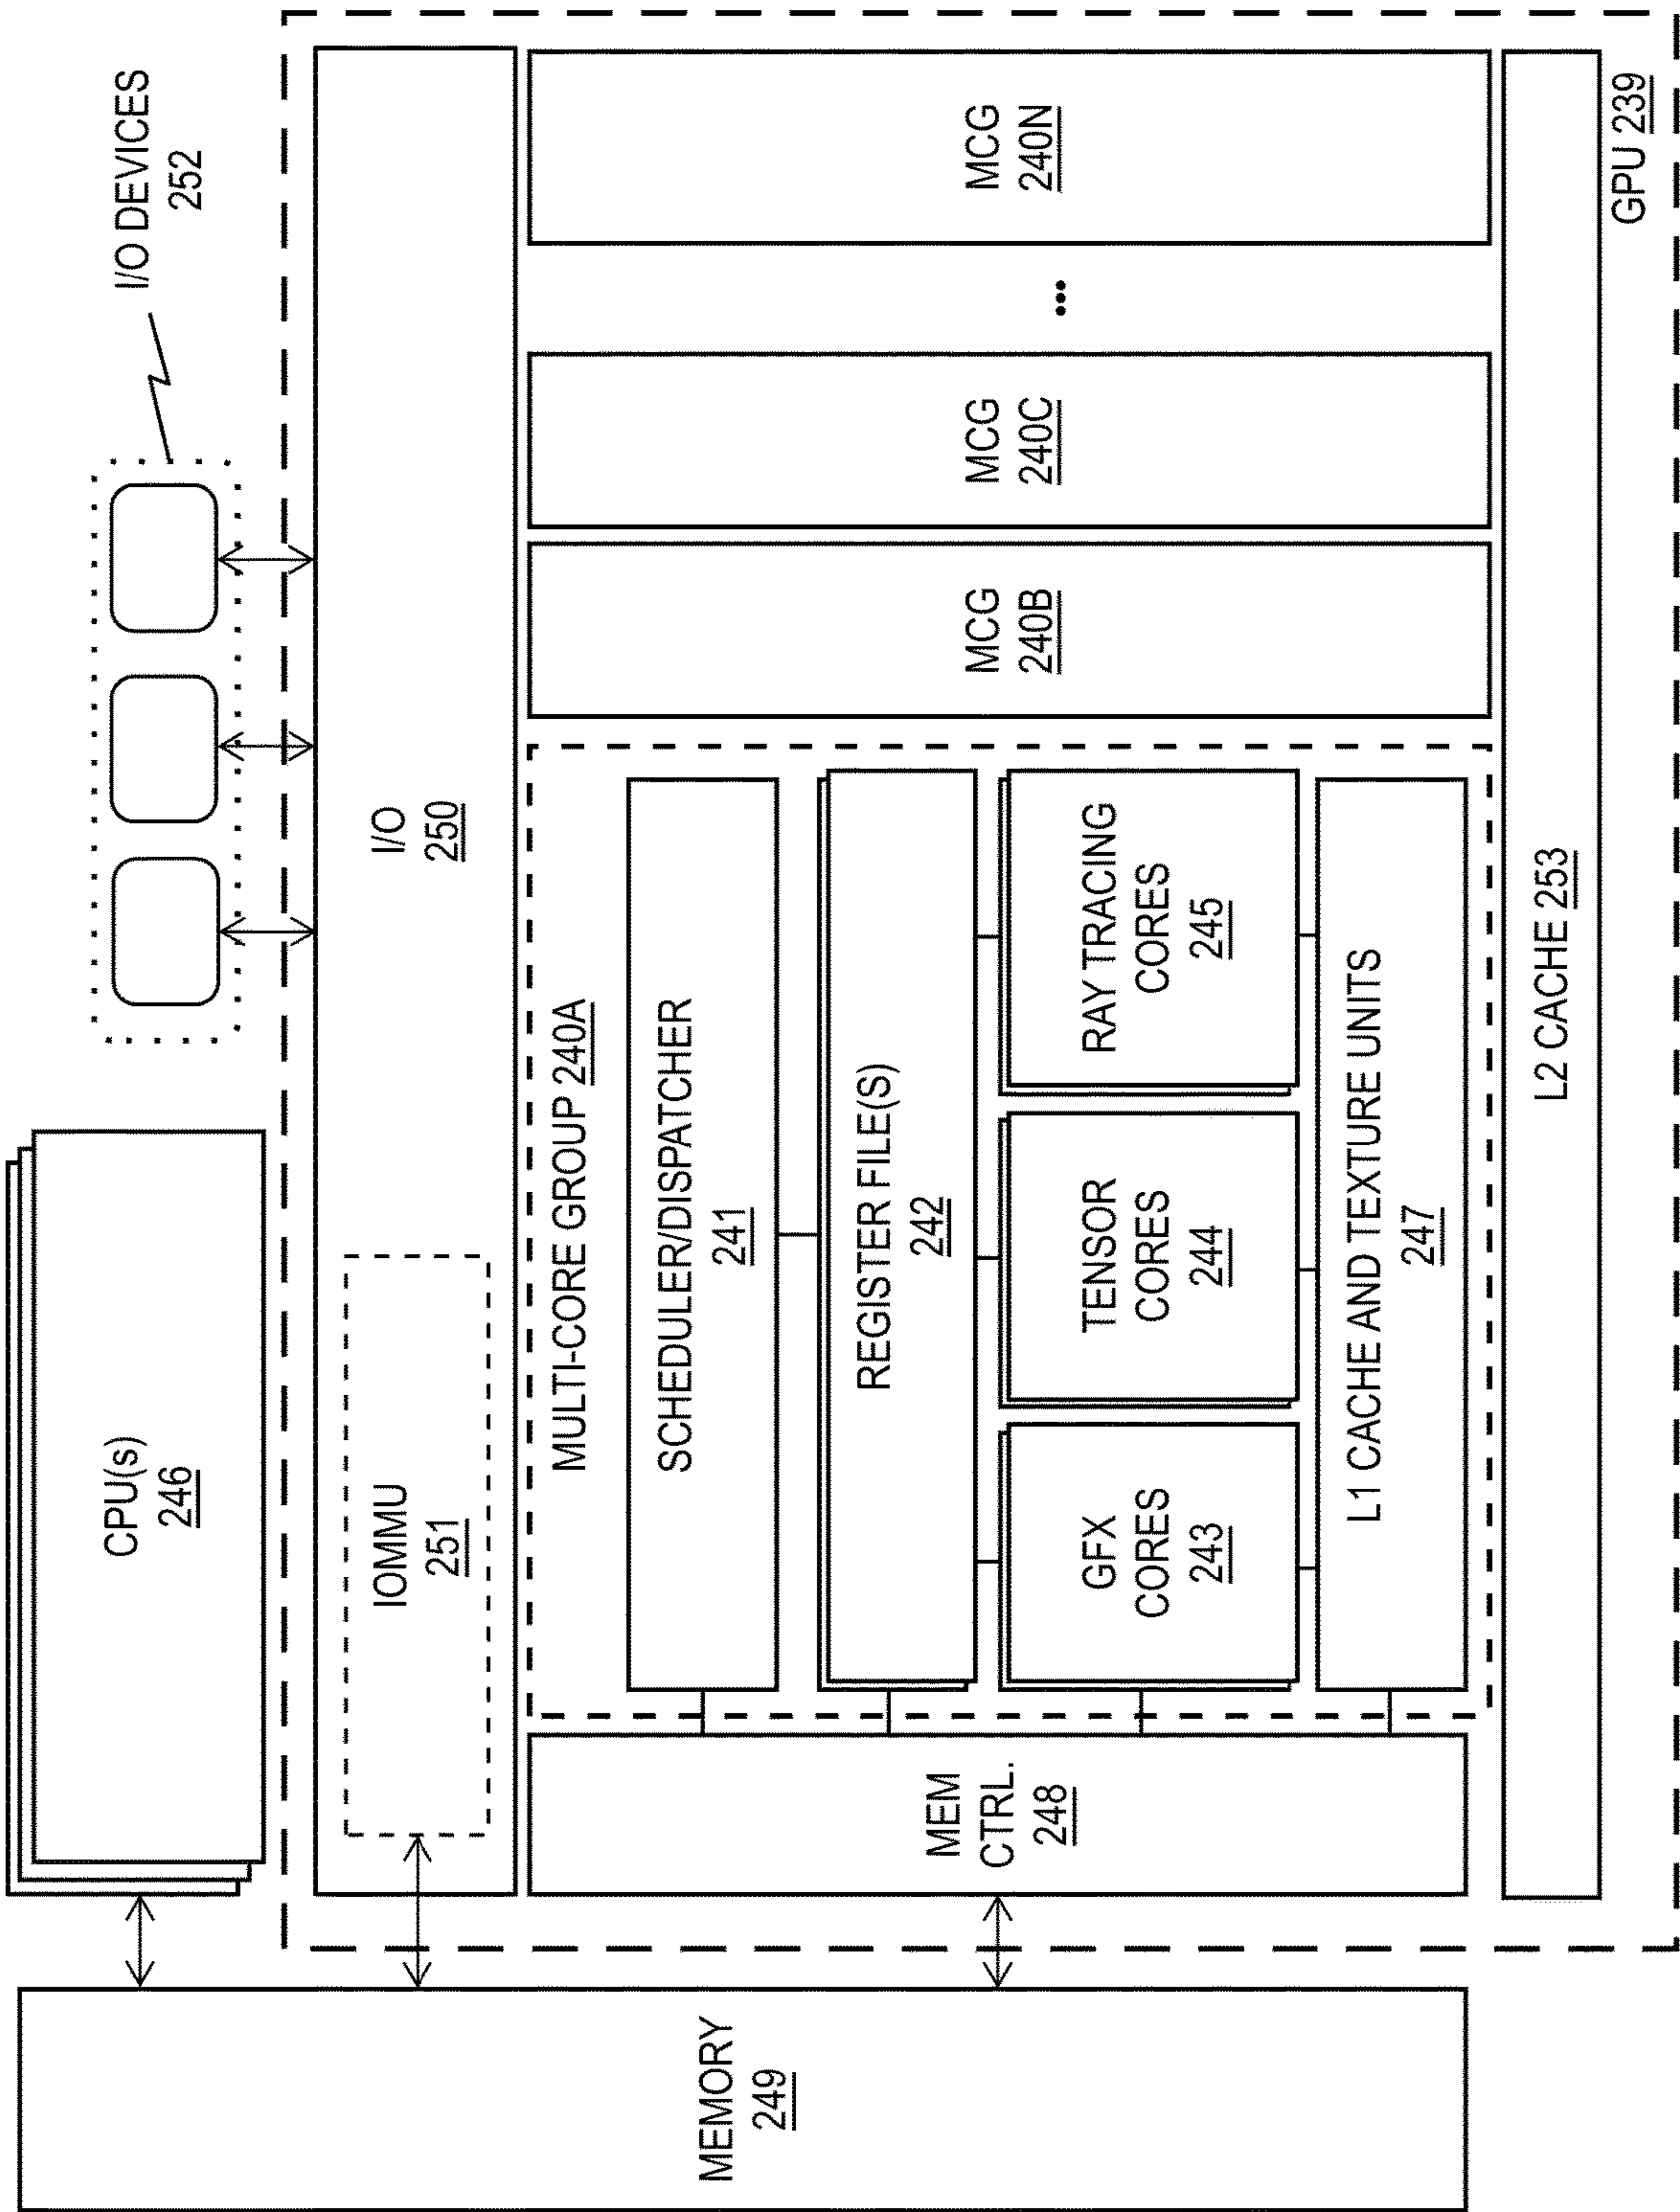 CPU(s)
246
I/O DEVICES
252
MEMORY
249
IOMMU
251
I/O
250
MULTI-CORE GROUP 240A
SCHEDULER/DISPATCHER
241
REGISTER FILE(S)
242
GFX
CORES
243
TENSOR
CORES
244
RAY TRACING
CORES
245
L1 CACHE AND TEXTURE UNITS
247
MEM
CTRL.
248
MCG
240B
MCG
240C
...
MCG
240N
L2 CACHE 253
GPU 239